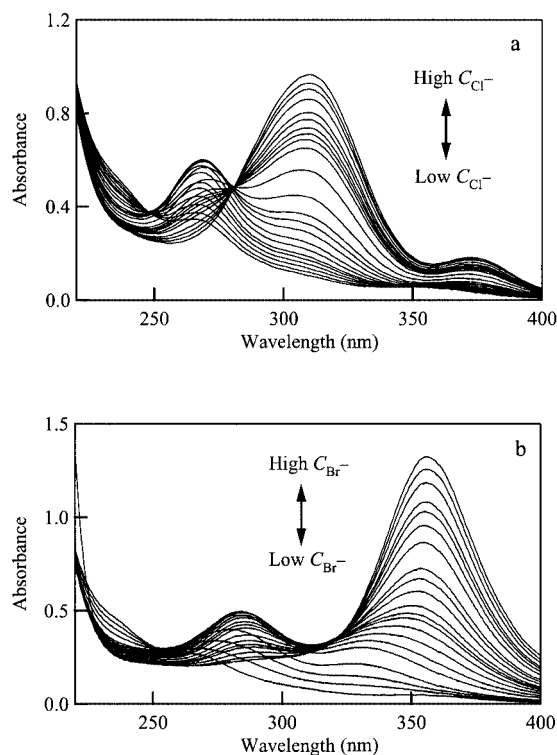 a
1.2
0.8
0.4
0.0
Absorbance
High C_Cl–
Low C_Cl–
250 300 350 400
Wavelength (nm)
b
1.5
1.0
0.5
0.0
Absorbance
High C_Br–
Low C_Br–
250 300 350 400
Wavelength (nm)